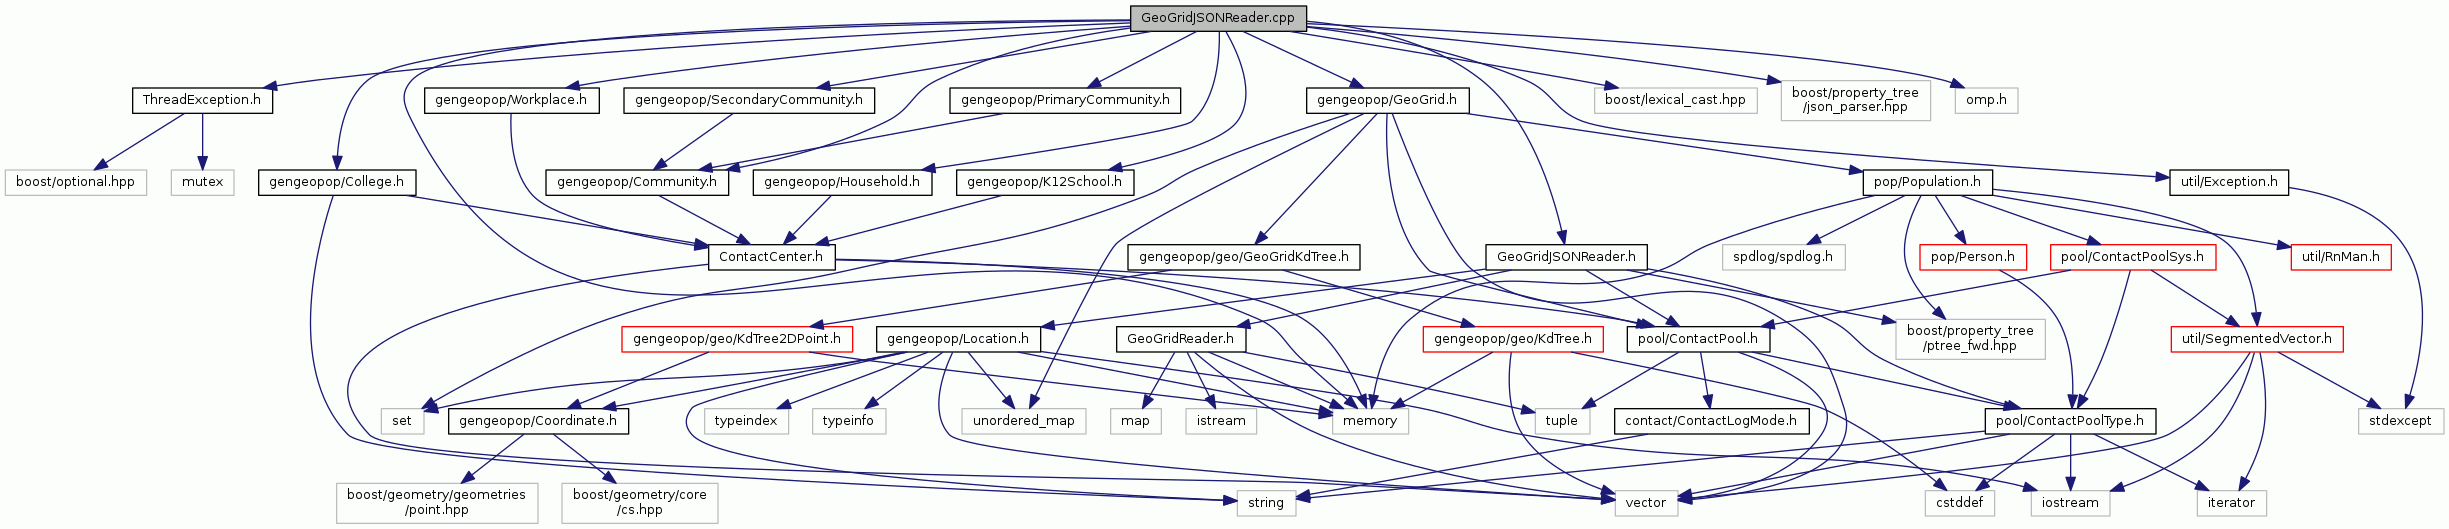 GeoGridJSONReader.cpp
ThreadException.h
gengeopop/Workplace.h
gengeopop/SecondaryCommunity.h
gengeopop/PrimaryCommunity.h
gengeopop/GeoGrid.h
boost/lexical_cast.hpp
boost/property_tree
/json_parser.hpp
omp.h
boost/optional.hpp
mutex
gengeopop/College.h
gengeopop/Community.h
gengeopop/Household.h
gengeopop/K12School.h
pop/Population.h
util/Exception.h
ContactCenter.h
gengeopop/geo/GeoGridKdTree.h
GeoGridJSONReader.h
spdlog/spdlog.h
pop/Person.h
pool/ContactPoolSys.h
util/RnMan.h
gengeopop/geo/KdTree2DPoint.h
gengeopop/Location.h
GeoGridReader.h
gengeopop/geo/KdTree.h
pool/ContactPool.h
boost/property_tree
/ptree_fwd.hpp
util/SegmentedVector.h
set
gengeopop/Coordinate.h
typeindex
typeinfo
unordered_map
map
istream
memory
tuple
contact/ContactLogMode.h
pool/ContactPoolType.h
stdexcept
boost/geometry/geometries
/point.hpp
boost/geometry/core
/cs.hpp
string
vector
cstddef
iostream
iterator